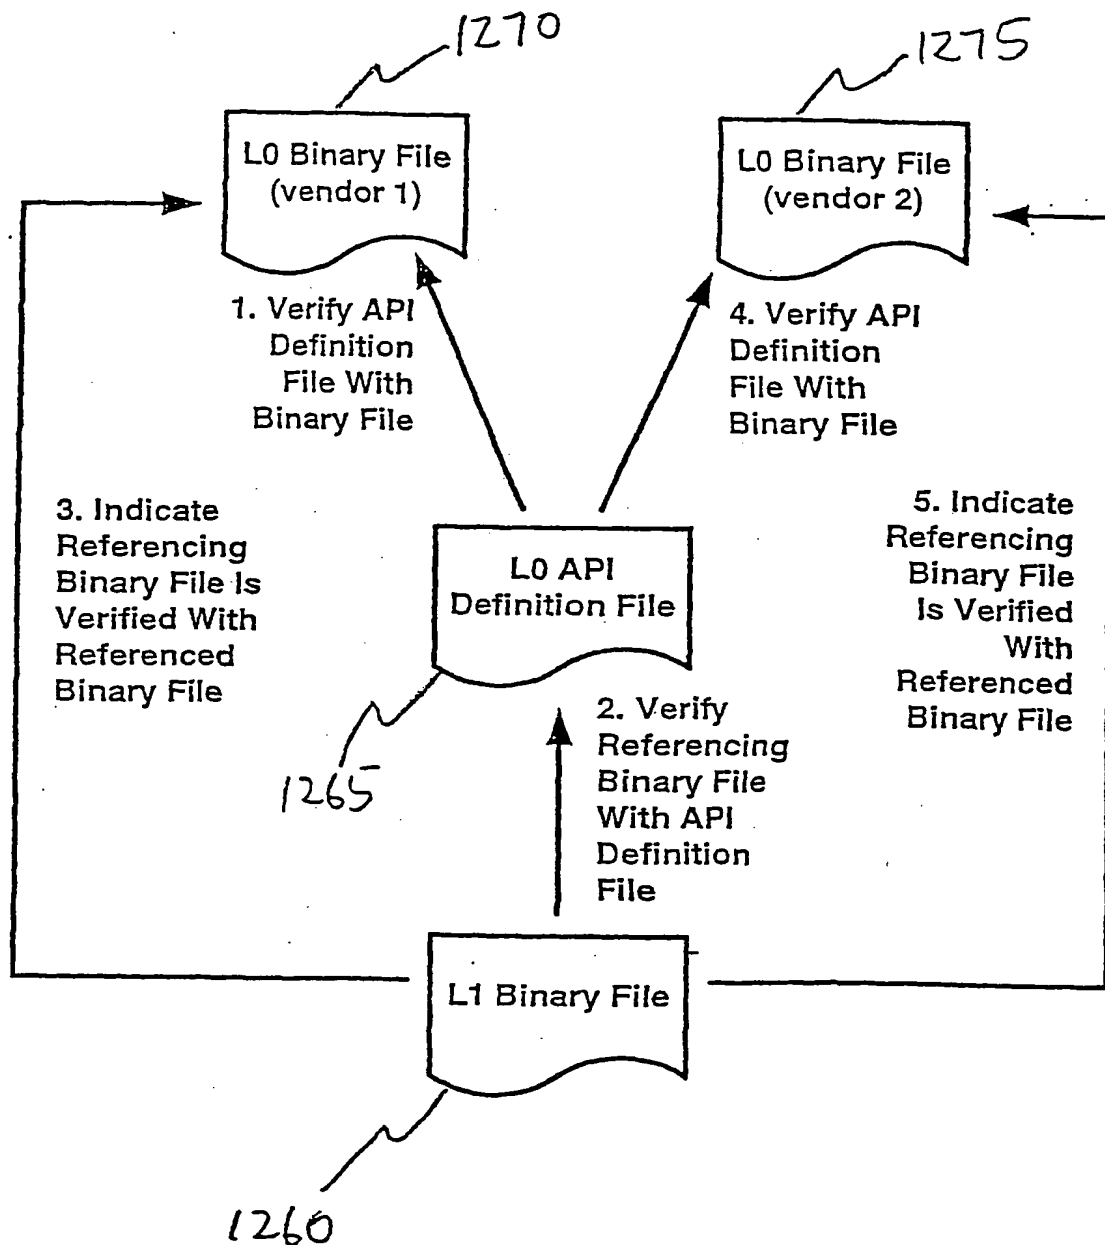 1270
1275
L0 Binary File
(vendor 1)
L0 Binary File
(vendor 2)
1. Verify API
Definition
File With
Binary File
4. Verify API
Definition
File With
Binary File
3. Indicate
Referencing
Binary File Is
Verified With
Referenced
Binary File
L0 API
Definition File
5. Indicate
Referencing
Binary File
Is Verified
With
Referenced
Binary File
1265
2. Verify
Referencing
Binary File
With API
Definition
File
L1 Binary File
1260